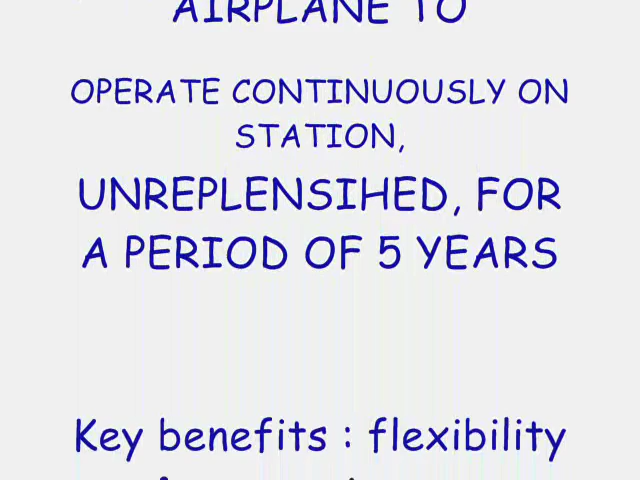 AIRPLANE TO
OPERATE CONTINUOUSLY ON
STATION,
UNREPLENSIHED, FOR
A PERIOD OF 5 YEARS
Key benefits : flexibility